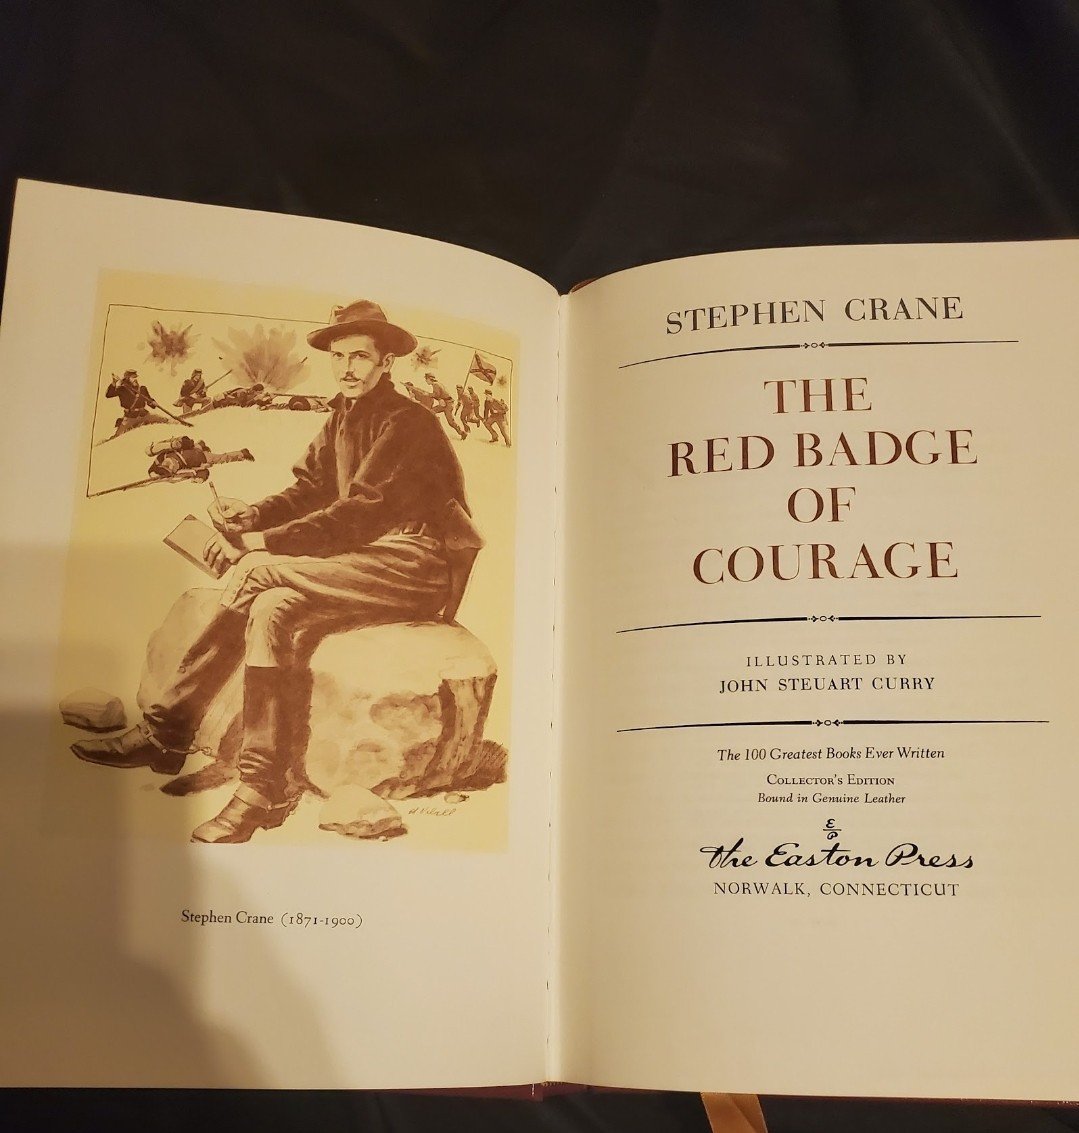 Stephen Crane (1871-1900)
STEPHEN CRANE
THE
RED BADGE
OF
COURAGE
ILLUSTRATED BY
JOHN STEUART CURRY
The 100 Greatest Books Ever Written
COLLECTOR'S EDITION
Bound in Genuine Leather
E
P
The Easton Press
NORWALK, CONNECTICUT